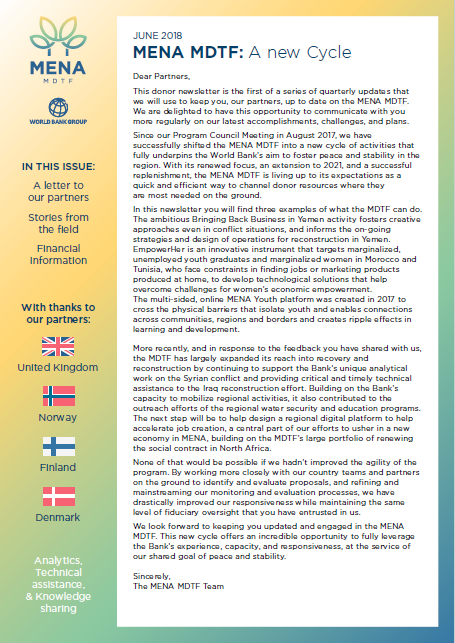 MENA
MDTF
WORLD BANK GROUP
IN THIS ISSUE:
A letter to
our partners
Stories from
the field
Financial
Information
With thanks to
our partners:
United Kingdom
Norway
Finland
Denmark
Analytics,
Technical
assistance,
& Knowledge
sharing
JUNE 2018
MENA MDTF: A new Cycle
Dear Partners,
This donor newsletter is the first of a series of quarterly updates that
we will use to keep you, our partners, up to date on the MENA MDTF.
We are delighted to have this opportunity to communicate with you
more regularly on our latest accomplishments, challenges, and plans.
Since our Program Council Meeting in August 2017, we have
successfully shifted the MENA MDTF into a new cycle of activities that
fully underpins the World Bank's aim to foster peace and stability in the
region. With its renewed focus, an extension to 2021, and a successful
replenishment, the MENA MDTF is living up to its expectations as a
quick and efficient way to channel donor resources where they
are most needed on the ground.
In this newsletter you will find three examples of what the MDTF can do.
The ambitious Bringing Back Business in Yemen activity fosters creative
approaches even in conflict situations, and informs the on-going
strategies and design of operations for reconstruction in Yemen.
EmpowerHer is an innovative instrument that targets marginalized,
unemployed youth graduates and marginalized women in Morocco and
Tunisia, who face constraints in finding jobs or marketing products
produced at home, to develop technological solutions that help
overcome challenges for women's economic empowerment.
The multi-sided, online MENA Youth platform was created in 2017 to
cross the physical barriers that isolate youth and enables connections
across communities, regions and borders and creates ripple effects in
learning and development.
More recently, and in response to the feedback you have shared with us,
the MDTF has largely expanded its reach into recovery and
reconstruction by continuing to support the Bank's unique analytical
work on the Syrian conflict and providing critical and timely technical
assistance to the Iraq reconstruction effort. Building on the Bank's
capacity to mobilize regional activities, it also contributed to the
outreach efforts of the regional water security and education programs.
The next step will be to help design a regional digital platform to help
accelerate job creation, a central part of our efforts to usher in a new
economy in MENA, building on the MDTF's large portfolio of renewing
the social contract in North Africa.
None of that would be possible if we hadn't improved the agility of the
program. By working more closely with our country teams and partners
on the ground to identify and evaluate proposals, and refining and
mainstreaming our monitoring and evaluation processes, we have
drastically improved our responsiveness while maintaining the same
level of fiduciary oversight that you have entrusted in us.
We look forward to keeping you updated and engaged in the MENA
MDTF. This new cycle offers an incredible opportunity to fully leverage
the Bank's experience, capacity, and responsiveness, at the service of
our shared goal of peace and stability.
Sincerely,
The MENA MDTF Team